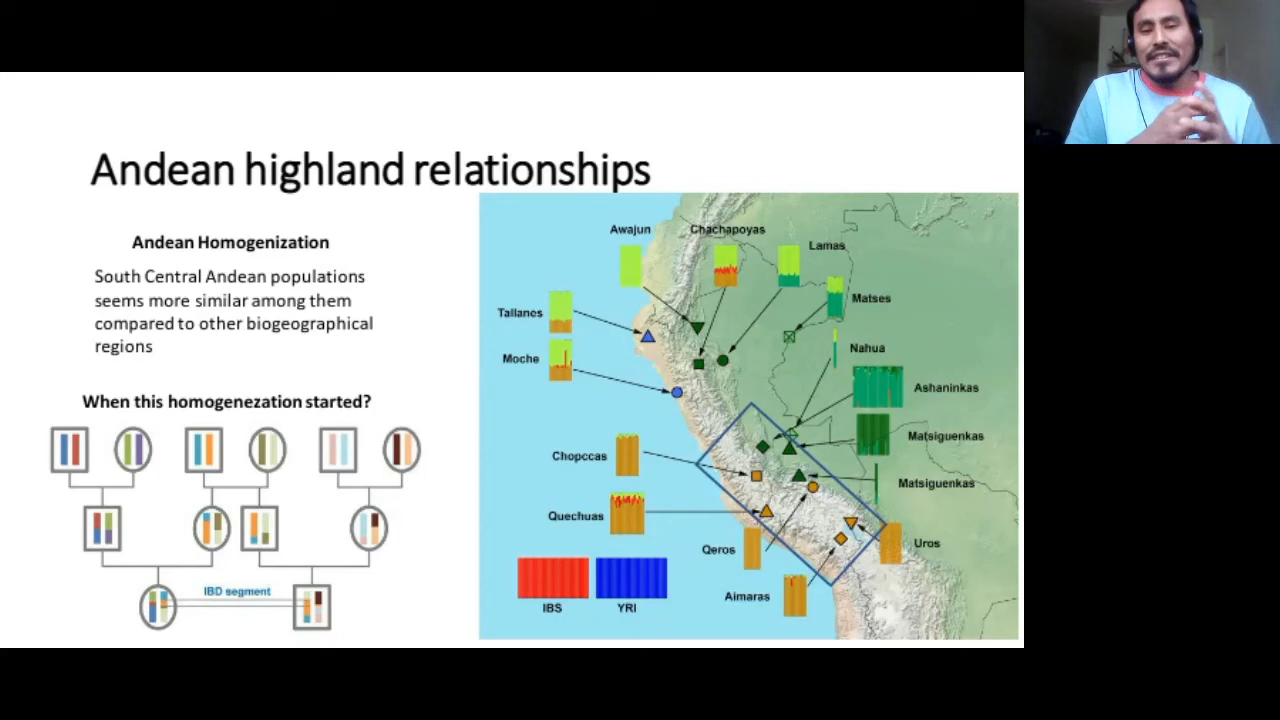 Andean highland relationships
Andean Homogenization
South Central Andean populations
seems more similar among them
compared to other biogeographical
regions
When this homogenezation started?
IBD segment
Awajun
Chachapoyas
Lamas
Tallanes
Matses
Moche
Nahua
Ashaninkas
Matsiguenkas
Chopccas
Matsiguenkas
Quechuas
Qeros
Uros
Aimaras
IBS
YRI